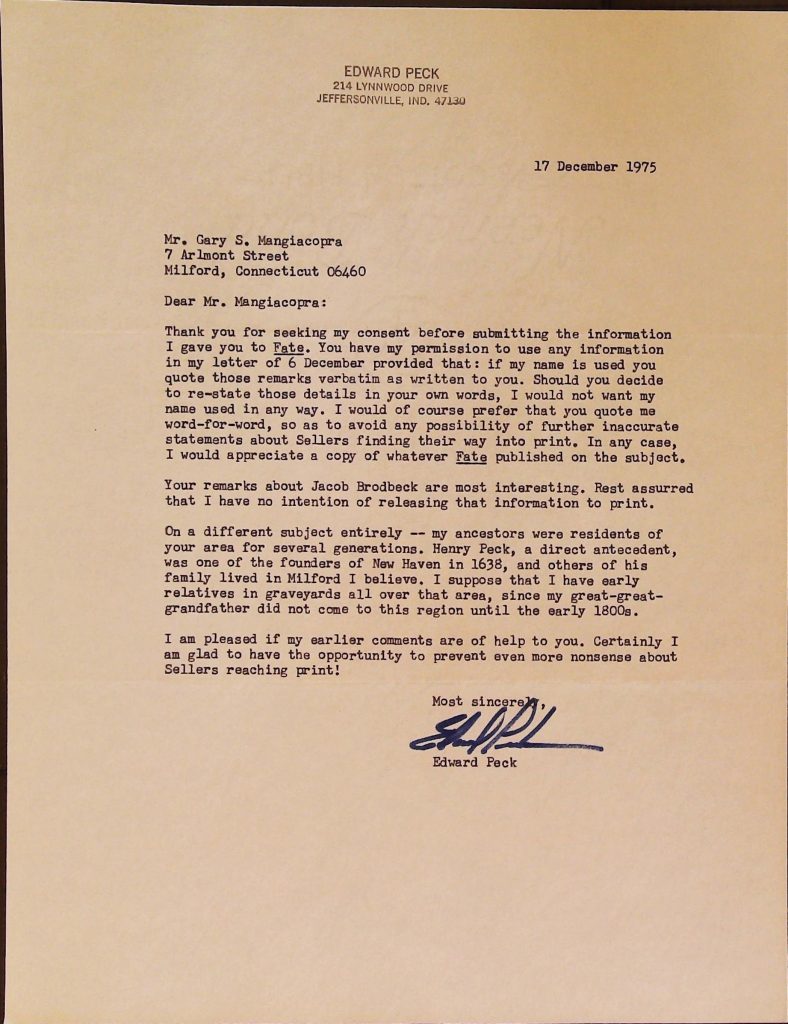 EDWARD PECK
214 LYNNWOOD DRIVE
JEFFERSONVILLE, IND. 47130
17 December 1975
Mr. Gary S. Mangiacopra
7 Arlmont Street
Milford, Connecticut 06460
Dear Mr. Mangiacopra:
Thank you for seeking my consent before submitting the information
I gave you to Fate. You have my permission to use any information
in my letter of 6 December provided that: if my name is used you
quote those remarks verbatim as written to you. Should you decide
to re-state those details in your own words, I would not want my
name used in any way. I would of course prefer that you quote me
word-for-word, so as to avoid any possibility of further inaccurate
statements about Sellers finding their way into print. In any case,
I would appreciate a copy of whatever Fate published on the subject.
Your remarks about Jacob Brodbeck are most interesting. Rest assured
that I have no intention of releasing that information to print.
On a different subject entirely -- my ancestors were residents of
your area for several generations. Henry Peck, a direct antecedent,
was one of the founders of New Haven in 1638, and others of his
family lived in Milford I believe. I suppose that I have early
relatives in graveyards all over that area, since my great-great-
grandfather did not come to this region until the early 1800s.
I am pleased if my earlier comments are of help to you. Certainly I
am glad to have the opportunity to prevent even more nonsense about
Sellers reaching print!
Most sincerely,
Edward Peck
Edward Peck